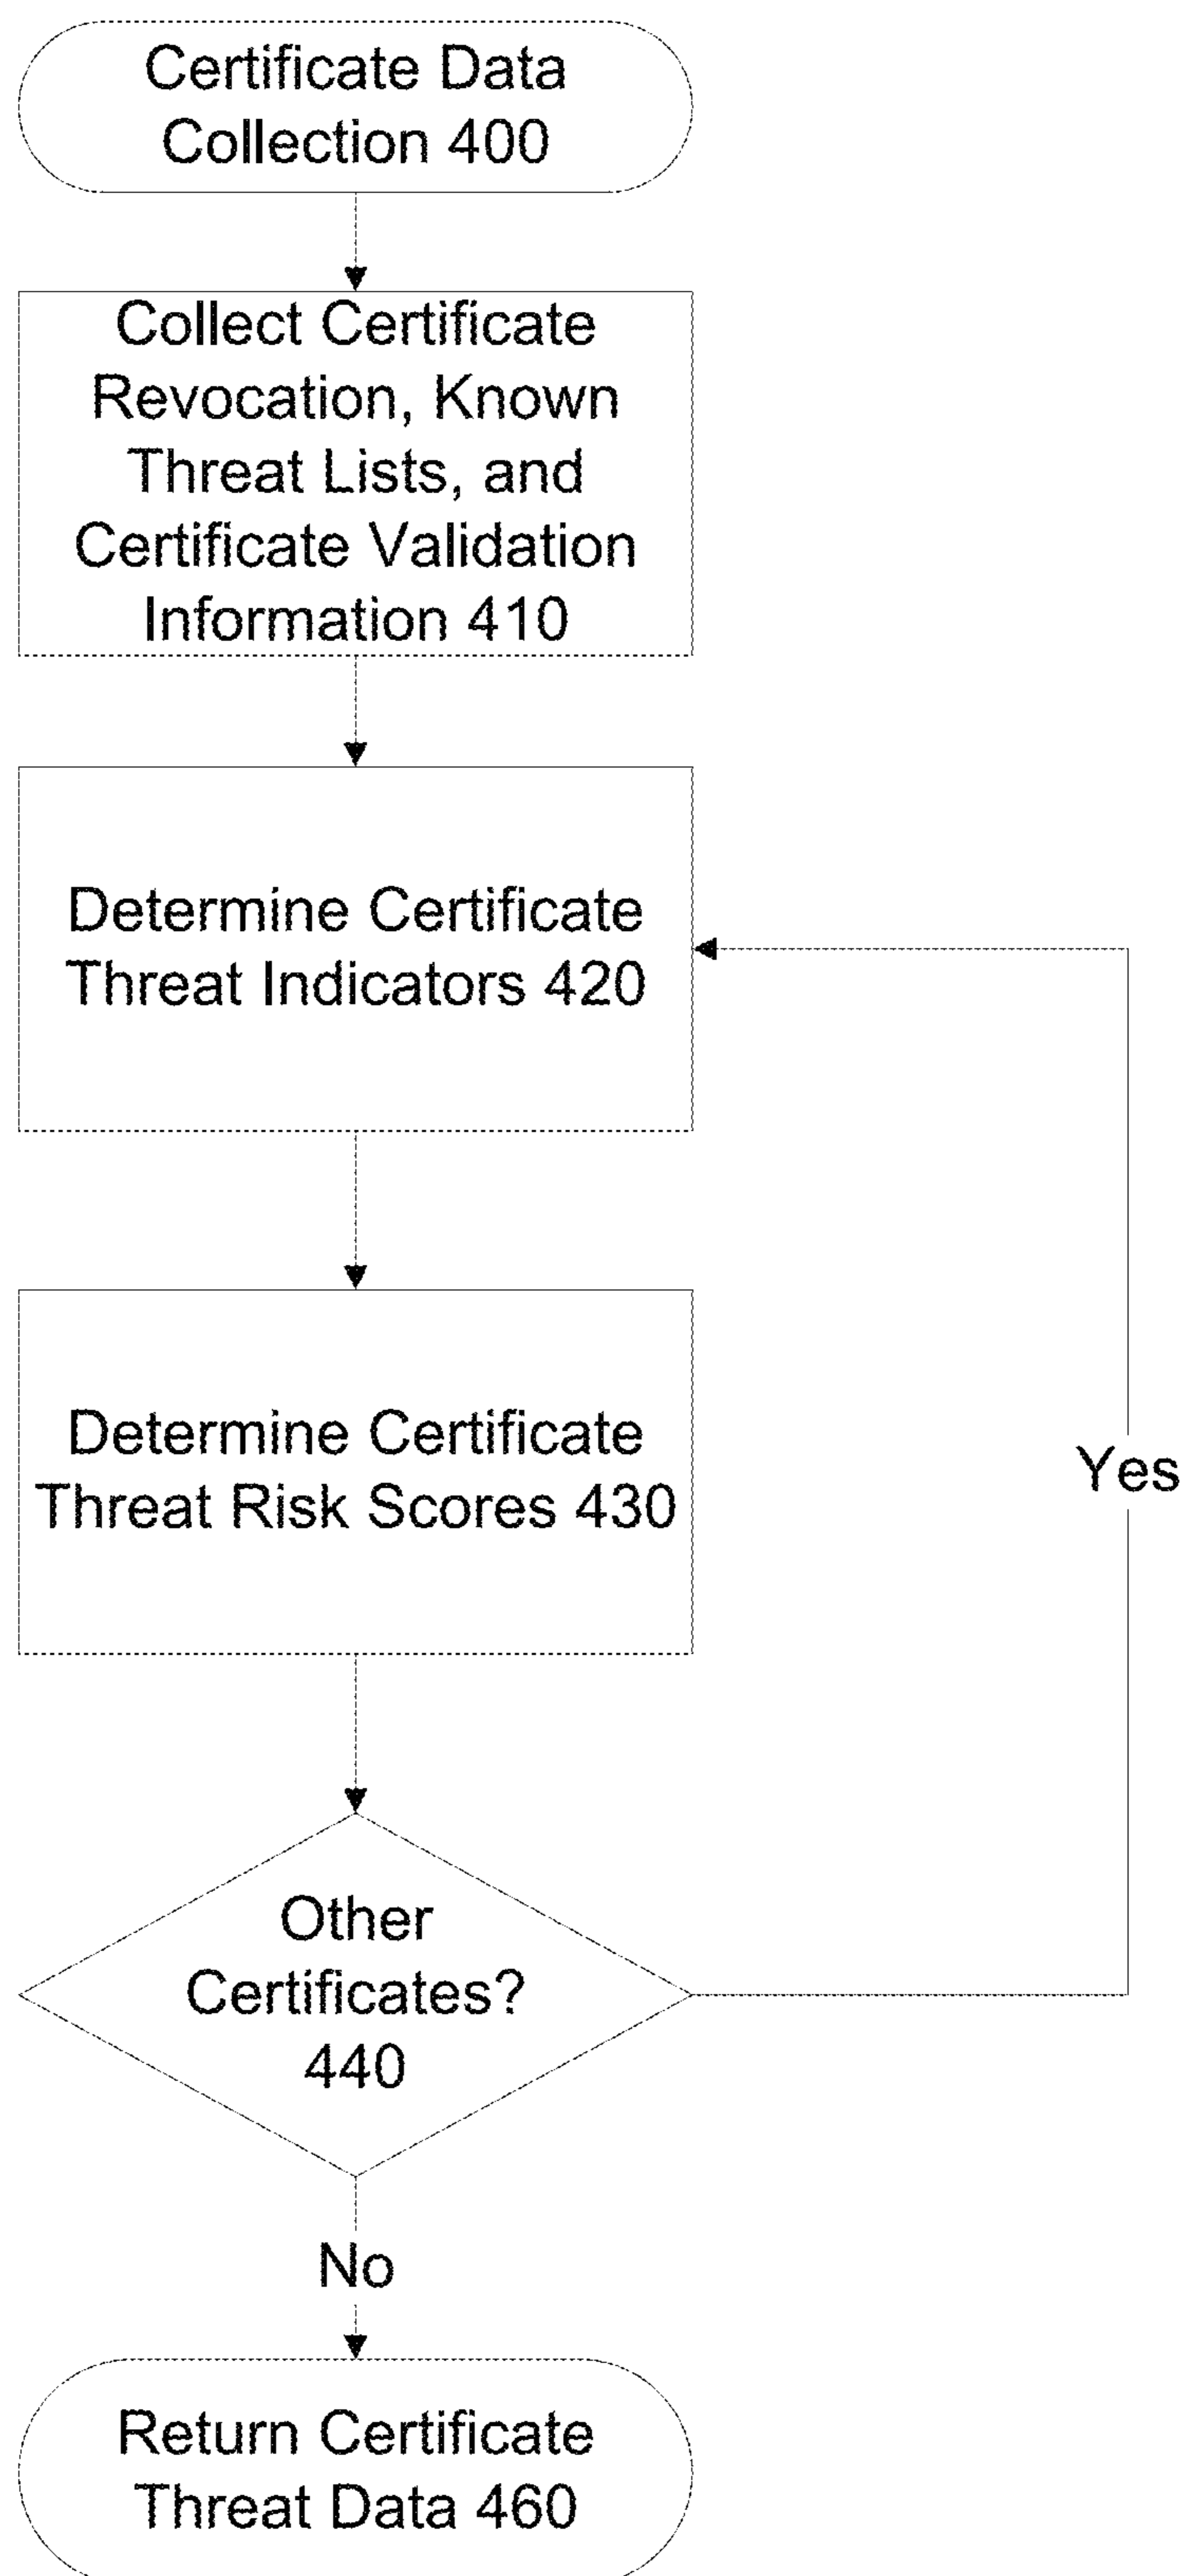 Certificate Data
Collection 400
Collect Certificate
Revocation, Known
Threat Lists, and
Certificate Validation
Information 410
Determine Certificate
Threat Indicators 420
Determine Certificate
Threat Risk Scores 430
Yes
Other
Certificates?
440
No
Return Certificate
Threat Data 460